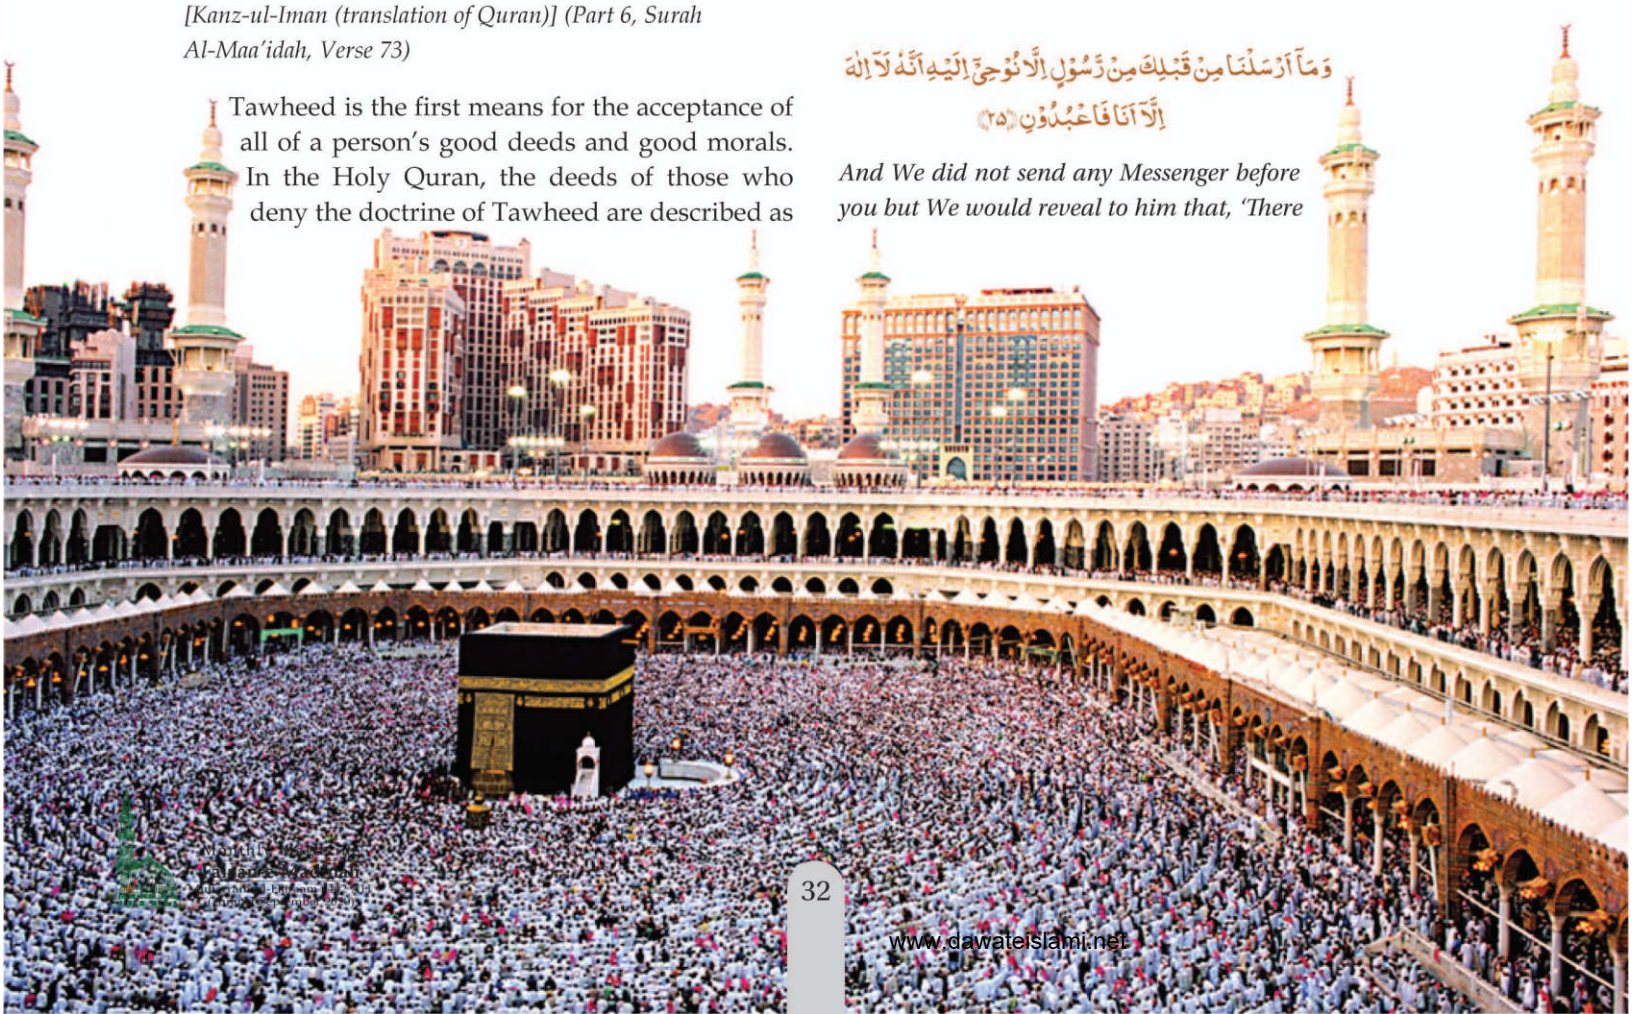 [Kanz-ul-Iman (translation of Quran)] (Part 6, Surah
Al-Maa’idah, Verse 73)
Tawheed is the first means for the acceptance of
all of a person’s good deeds and good morals.
In the Holy Quran, the deeds of those who
deny the doctrine of Tawheed are described as
وَمَاۤ اَرْسَلْنَا مِنْ قَبْلِكَ مِنْ رَّسُوْلٍ اِلَّا نُوْحِیْۤ اِلَیْهِ اَنَّهٗ لَاۤ اِلٰهَ
اِلَّاۤ اَنَا فَاعْبُدُوْنِ ﴿۲۵﴾
And We did not send any Messenger before
you but We would reveal to him that, ‘There
32
www.dawateislami.net